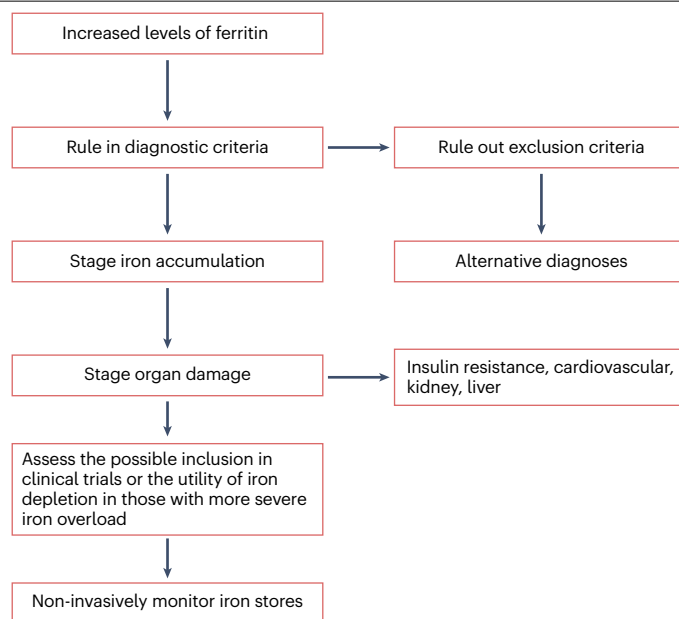 Increased levels of ferritin
Rule in diagnostic criteria
Rule out exclusion criteria
Stage iron accumulation
Alternative diagnoses
Stage organ damage
Insulin resistance, cardiovascular,
kidney, liver
Assess the possible inclusion in
clinical trials or the utility of iron
depletion in those with more severe
iron overload
Non-invasively monitor iron stores